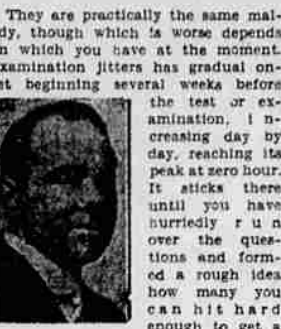 They are practically the same mal-
dy, though which is worse depends
n which you have at the moment.
xamination jitters has gradual on-
et beginning several weeks before
the test or ex-
amination, in-
creasing day by
day, reaching its
peak at zero hour.
It sticks there
until you have
hurriedly run
over the ques-
tions and form-
ed a rough idea
how many you
can hit hard
enough to get a